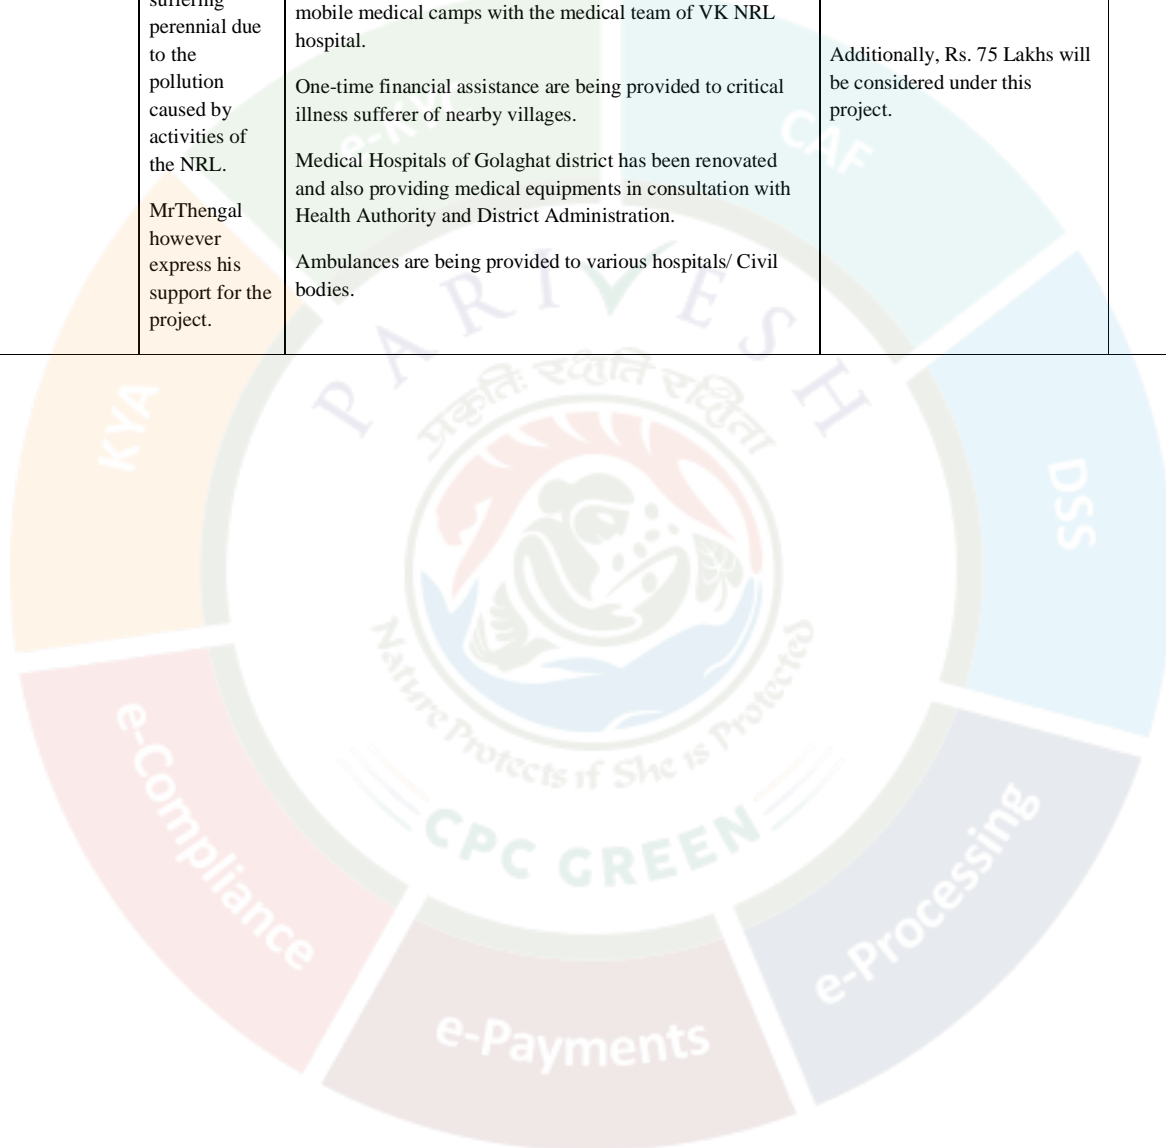 suffering
perennial due
to the
pollution
caused by
activities of
the NRL.
MrThengal
however
express his
support for the
project.
mobile medical camps with the medical team of VK NRL
hospital.
One-time financial assistance are being provided to critical
illness sufferer of nearby villages.
Medical Hospitals of Golaghat district has been renovated
and also providing medical equipments in consultation with
Health Authority and District Administration.
Ambulances are being provided to various hospitals/ Civil
bodies.
Additionally, Rs. 75 Lakhs will
be considered under this
project.
CAF
PARIVESH
प्रकृतिः रक्षति रक्षिता
KYA
DSS
Nature Protects if She is Protected
CPC GREEN
e-Compliance
e-Processing
e-Payments